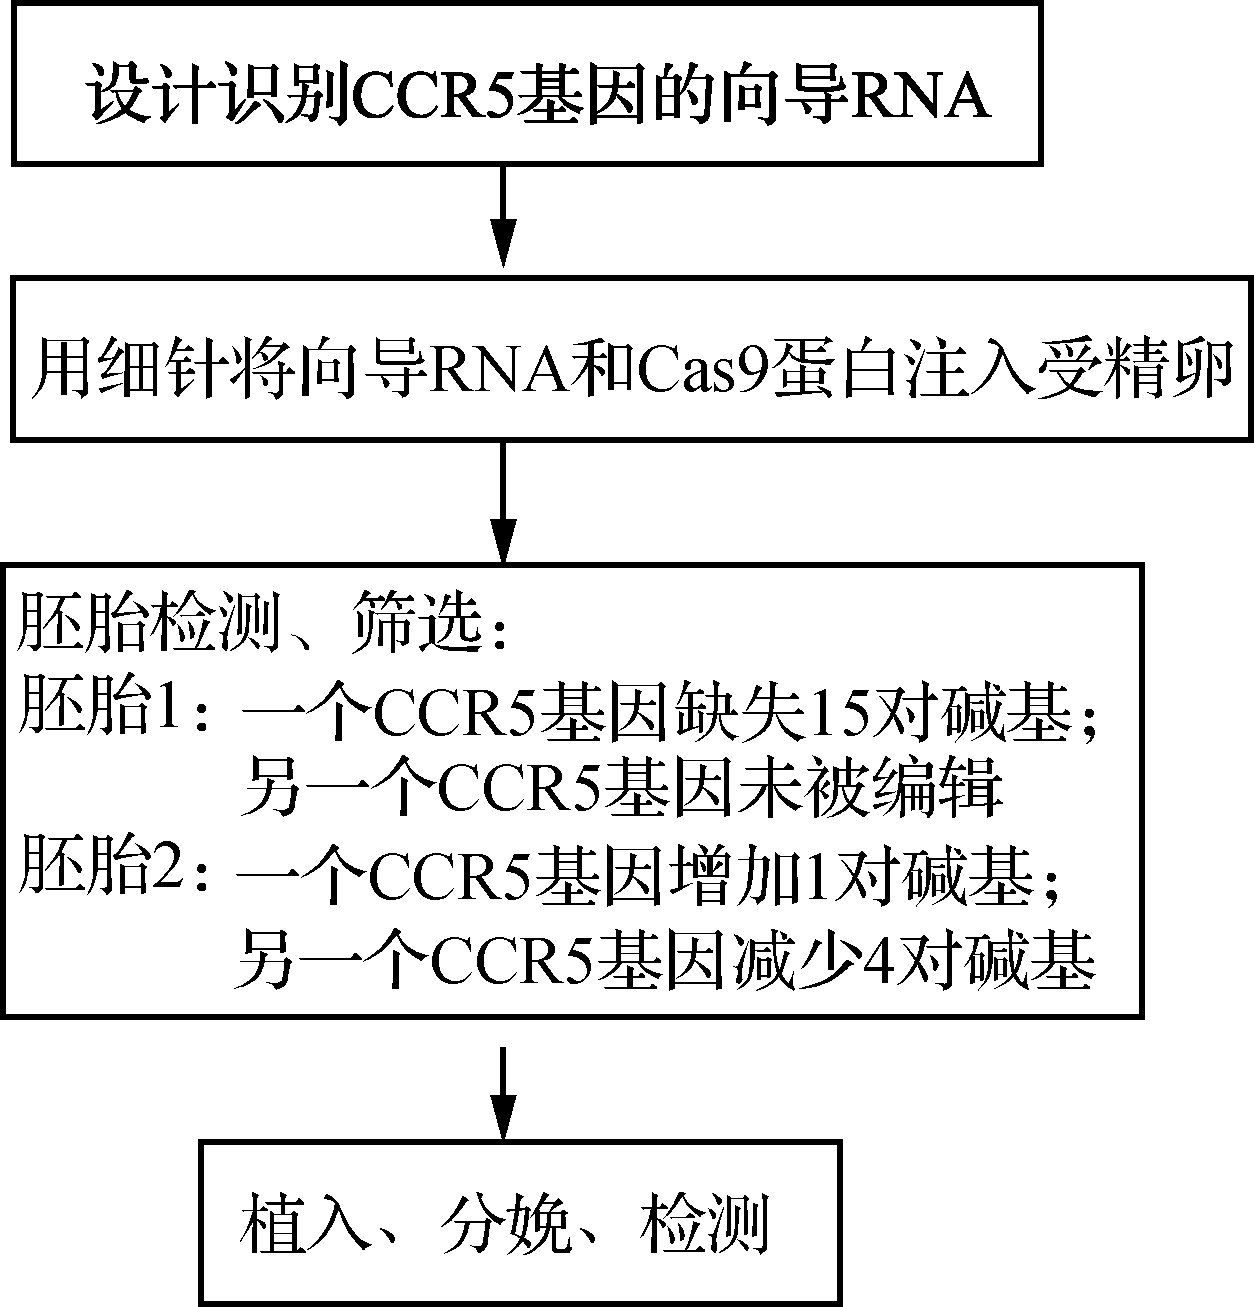 设计识别CCR5基因的向导RNA
用细针将向导RNA和Cas9蛋白注入受精卵
胚胎检测、筛选：
胚胎1：一个CCR5基因缺失15对碱基；
另一个CCR5基因未被编辑
胚胎2：一个CCR5基因增加1对碱基；
另一个CCR5基因减少4对碱基
植入、分娩、检测